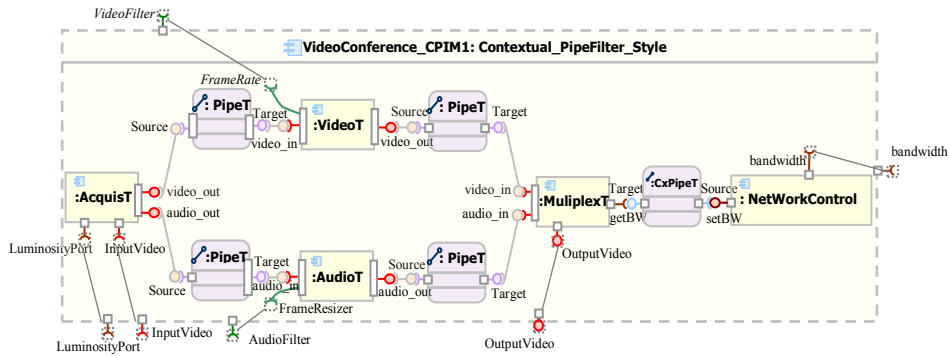 VideoFilter
VideoConference_CPIM1: Contextual_PipeFilter_Style
FrameRate
: PipeT
Target
Source
video_in
:VideoT
Source
video_out
: PipeT
Target
bandwidth
bandwidth
:AcquisT
video_out
audio_out
video_in
audio_in
:MuliplexT
Target
getBW
:CxPipeT
Source
setBW
: NetWorkControl
LuminosityPort
InputVideo
OutputVideo
:PipeT
Target
Source
audio_in
:AudioT
Source
audio_out
: PipeT
Target
FrameResizer
LuminosityPort
InputVideo
AudioFilter
OutputVideo